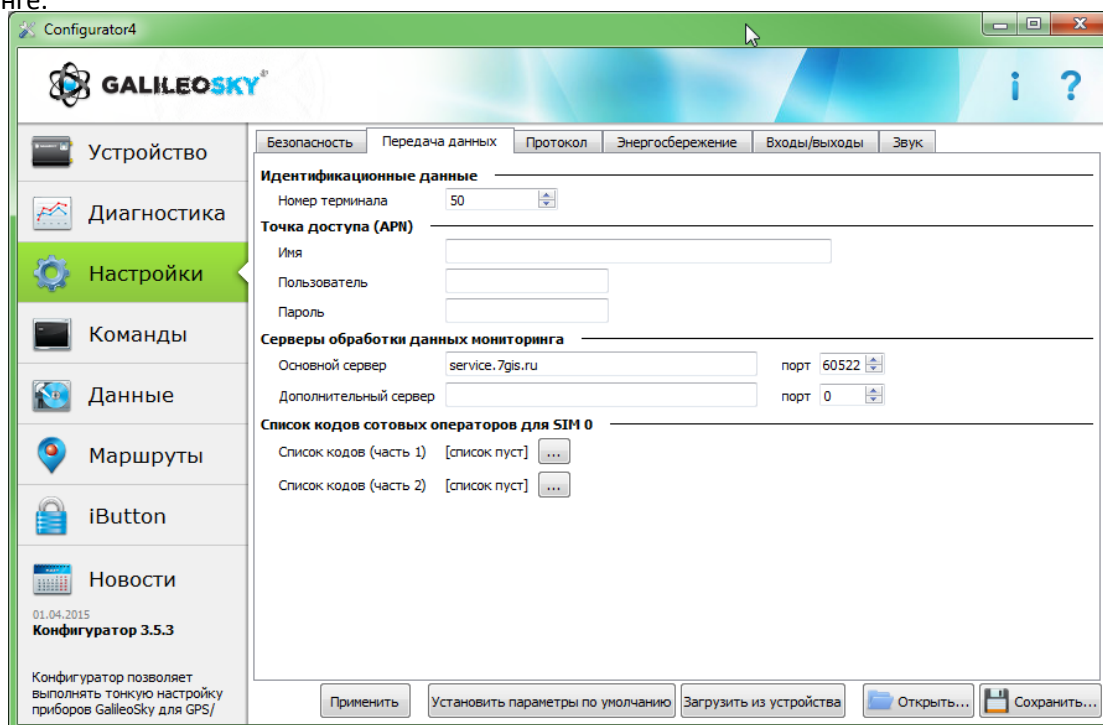 нге.
Configurator4
GALILEOSKY®
i ?
Устройство
Диагностика
Настройки
Команды
Данные
Маршруты
iButton
Новости
01.04.2015
Конфигуратор 3.5.3
Конфигуратор позволяет
выполнять тонкую настройку
приборов GalileoSky для GPS/
Безопасность Передача данных Протокол Энергосбережение Входы/выходы Звук
Идентификационные данные
Номер терминала 50
Точка доступа (APN)
Имя
Пользователь
Пароль
Серверы обработки данных мониторинга
Основной сервер service.7gis.ru порт 60522
Дополнительный сервер порт 0
Список кодов сотовых операторов для SIM 0
Список кодов (часть 1) [список пуст] ...
Список кодов (часть 2) [список пуст] ...
Применить Установить параметры по умолчанию Загрузить из устройства Открыть... Сохранить...